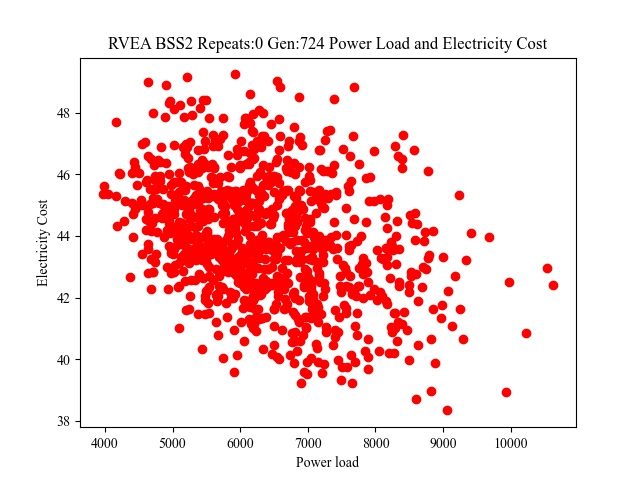 RVEA BSS2 Repeats:0 Gen:724 Power Load and Electricity Cost
48
46
44
42
40
38
Electricity Cost
4000 5000 6000 7000 8000 9000 10000
Power load